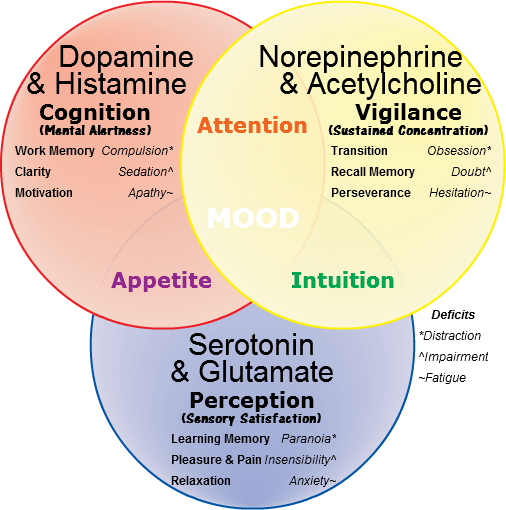 Dopamine
& Histamine
Cognition
(Mental Alertness)
Work Memory Compulsion*
Clarity Sedation^
Motivation Apathy~
Norepinephrine
& Acetylcholine
Vigilance
(Sustained Concentration)
Transition Obsession*
Recall Memory Doubt^
Perseverance Hesitation~
Attention
MOOD
Appetite
Intuition
Serotonin
& Glutamate
Perception
(Sensory Satisfaction)
Learning Memory Paranoia*
Pleasure & Pain Insensibility^
Relaxation Anxiety~
Deficits
*Distraction
^Impairment
~Fatigue